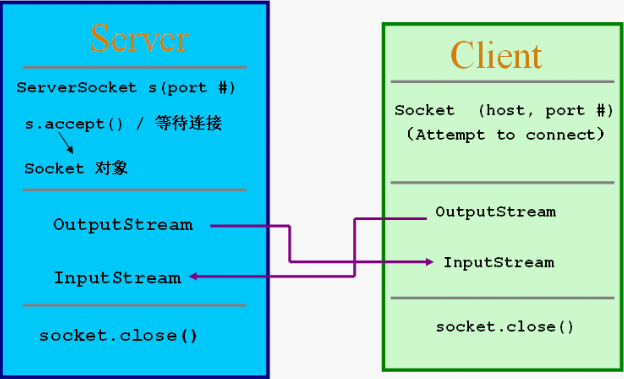 Server
ServerSocket s(port #)
s.accept() / 等待连接
Socket 对象
OutputStream
InputStream
socket.close()
Client
Socket (host, port #)
(Attempt to connect)
OutputStream
InputStream
socket.close()